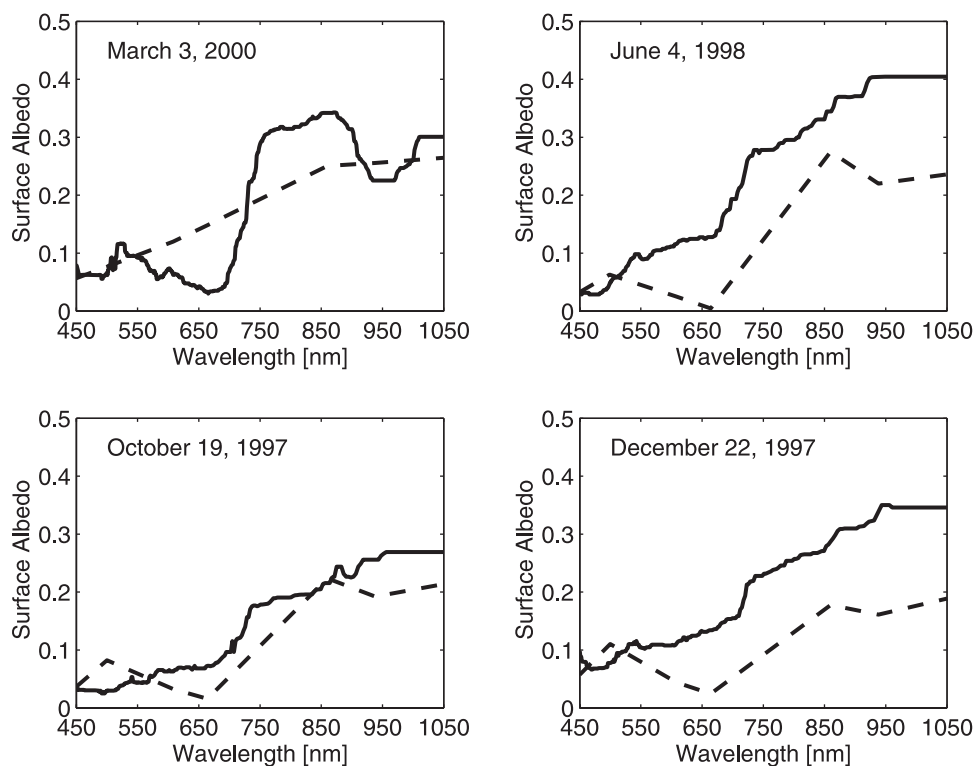 0.5
0.4
0.3
0.2
0.1
0
Surface Albedo
March 3, 2000
450 550 650 750 850 950 1050
Wavelength [nm]
0.5
0.4
0.3
0.2
0.1
0
Surface Albedo
June 4, 1998
450 550 650 750 850 950 1050
Wavelength [nm]
0.5
0.4
0.3
0.2
0.1
0
Surface Albedo
October 19, 1997
450 550 650 750 850 950 1050
Wavelength [nm]
0.5
0.4
0.3
0.2
0.1
0
Surface Albedo
December 22, 1997
450 550 650 750 850 950 1050
Wavelength [nm]